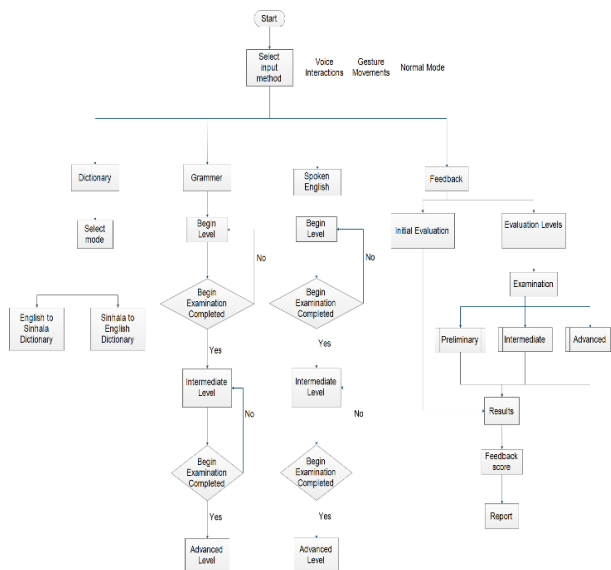 Start
Select
input
method
Voice
Interactions
Gesture
Movements
Normal Mode
Dictionary
Grammer
Spoken
English
Feedback
Select
mode
Begin
Level
Begin
Level
Initial Evaluation
Evaluation Levels
No
No
Examination
Begin
Examination
Completed
Begin
Examination
Completed
English to
Sinhala
Dictionary
Sinhala to
English
Dictionary
Preliminary
Intermediate
Advanced
Yes
Yes
Intermediate
Level
Intermediate
Level
No
No
Results
Begin
Examination
Completed
Begin
Examination
Completed
Feedback
score
Yes
Yes
Report
Advanced
Level
Advanced
Level